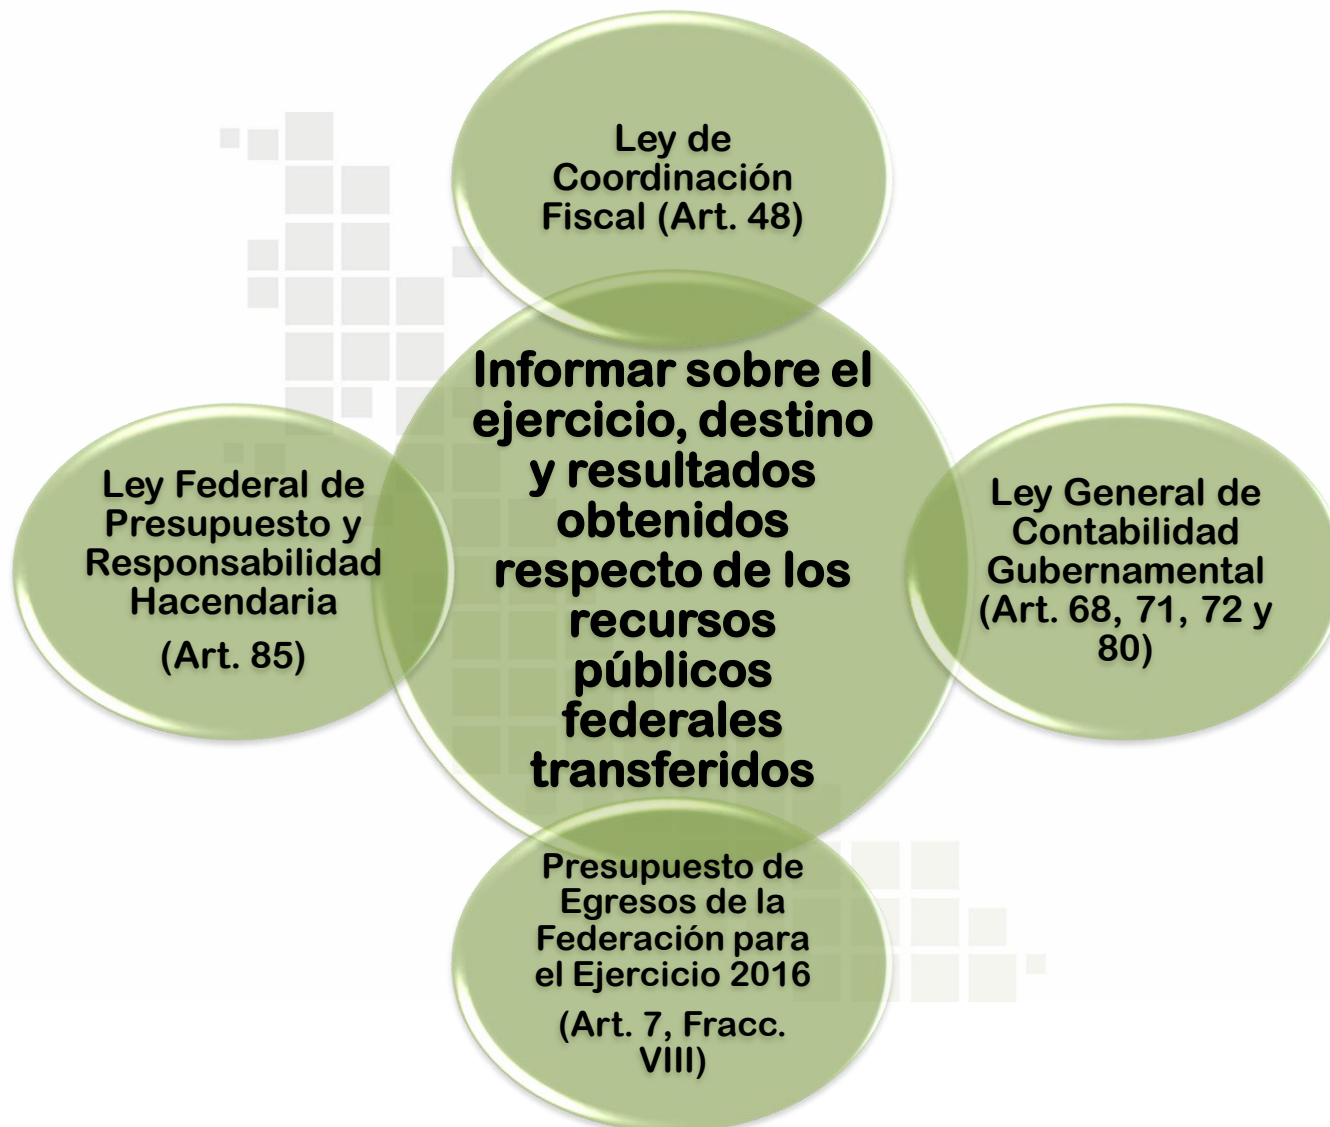 Ley de
Coordinación
Fiscal (Art. 48)
Informar sobre el
ejercicio, destino
y resultados
obtenidos
respecto de los
recursos
públicos
federales
transferidos
Ley Federal de
Presupuesto y
Responsabilidad
Hacendaria
(Art. 85)
Ley General de
Contabilidad
Gubernamental
(Art. 68, 71, 72 y
80)
Presupuesto de
Egresos de la
Federación para
el Ejercicio 2016
(Art. 7, Fracc.
VIII)